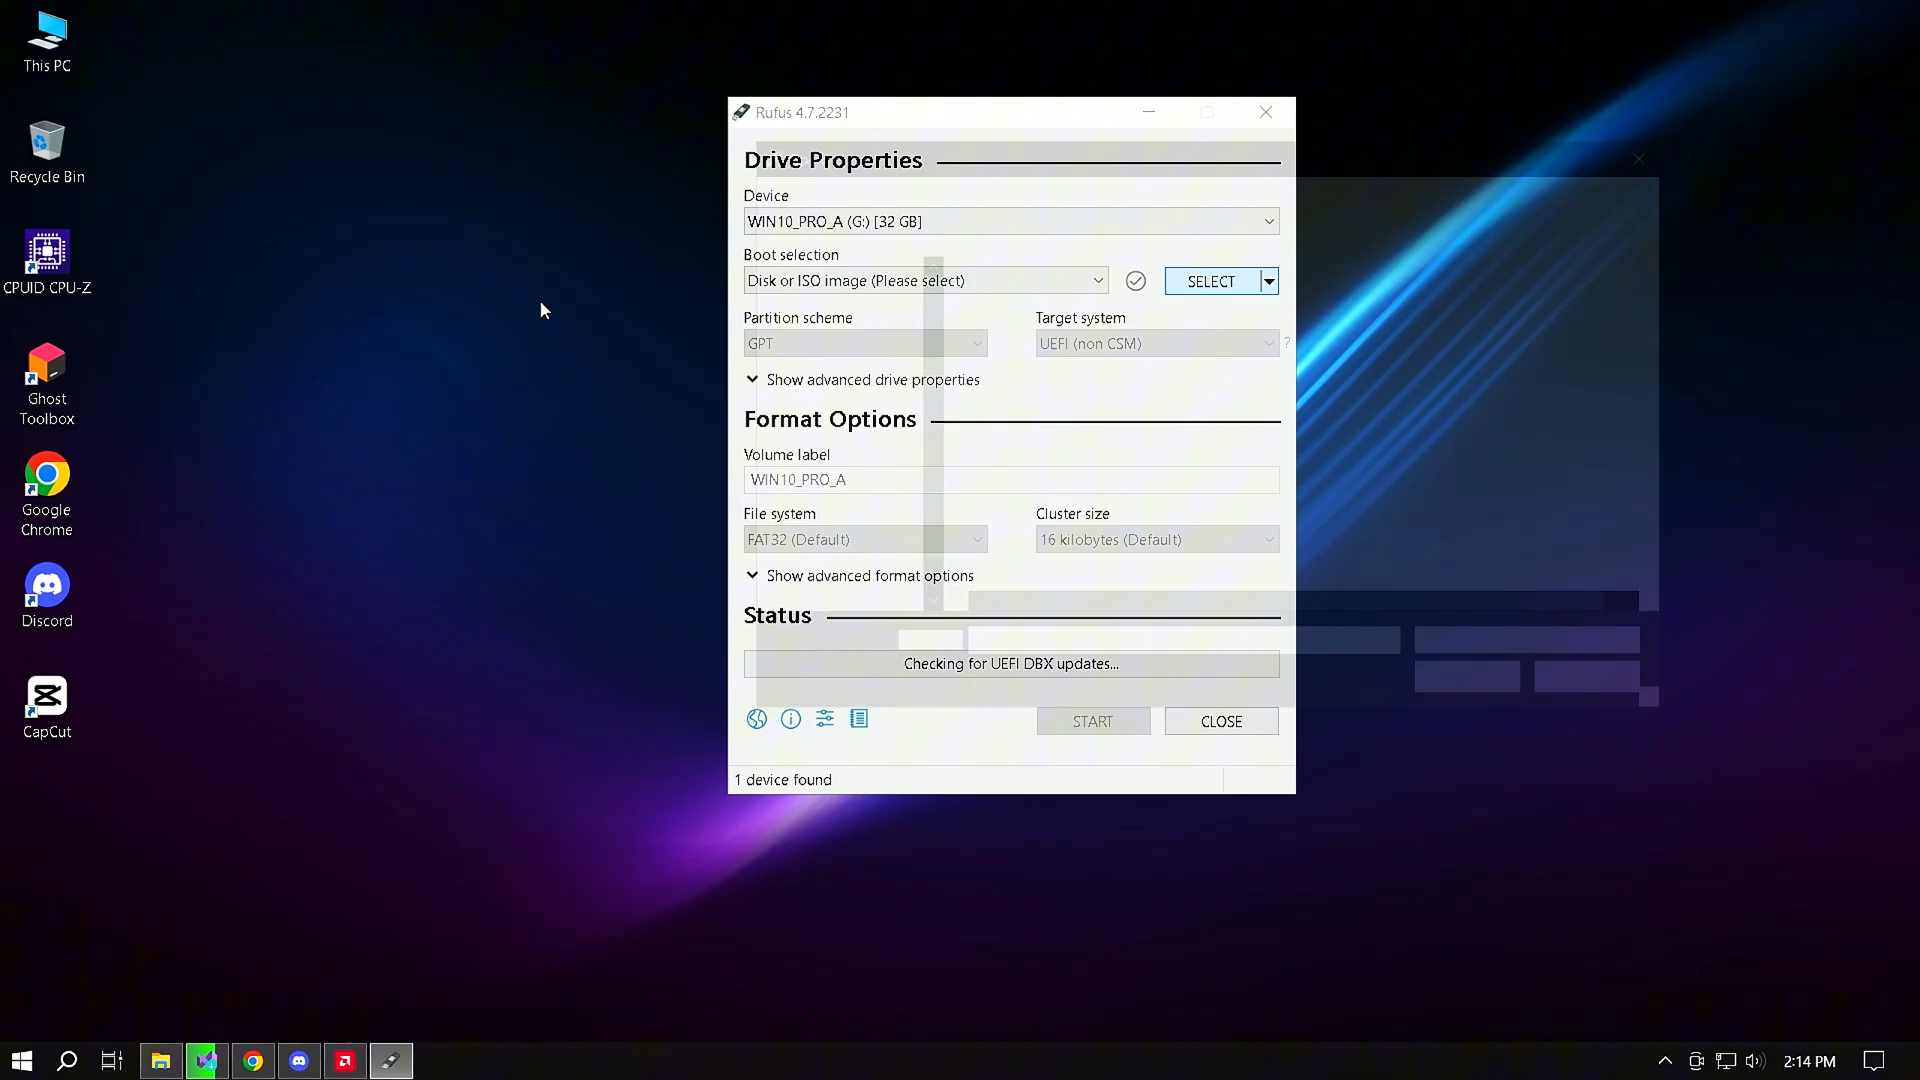 This PC
Recycle Bin
CPUID CPU-Z
Ghost
Toolbox
Google
Chrome
Discord
CapCut
Rufus 4.7.2231
Drive Properties
Device
WIN10_PRO_A (G:) [32 GB]
Boot selection
Disk or ISO image (Please select)
SELECT
Partition scheme
Target system
GPT
UEFI (non CSM)
?
Show advanced drive properties
Format Options
Volume label
WIN10_PRO_A
File system
Cluster size
FAT32 (Default)
16 kilobytes (Default)
Show advanced format options
Status
Checking for UEFI DBX updates...
START
CLOSE
1 device found
2:14 PM